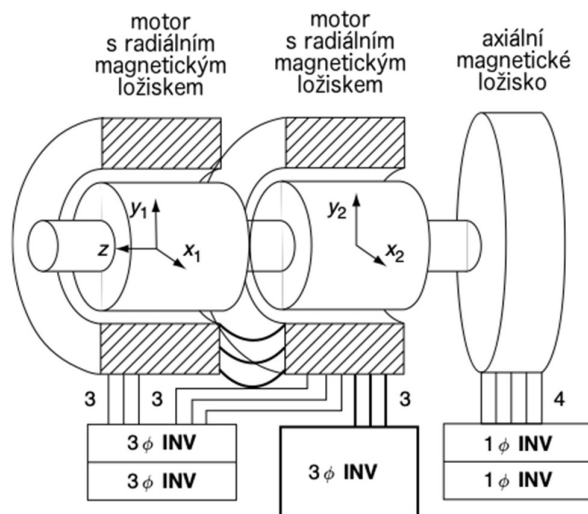 motor
s radiálním
magnetickým
ložiskem
motor
s radiálním
magnetickým
ložiskem
axiální
magnetické
ložisko
y1
z
x1
y2
x2
3
3
3
4
3 ϕ INV
3 ϕ INV
3 ϕ INV
1 ϕ INV
1 ϕ INV